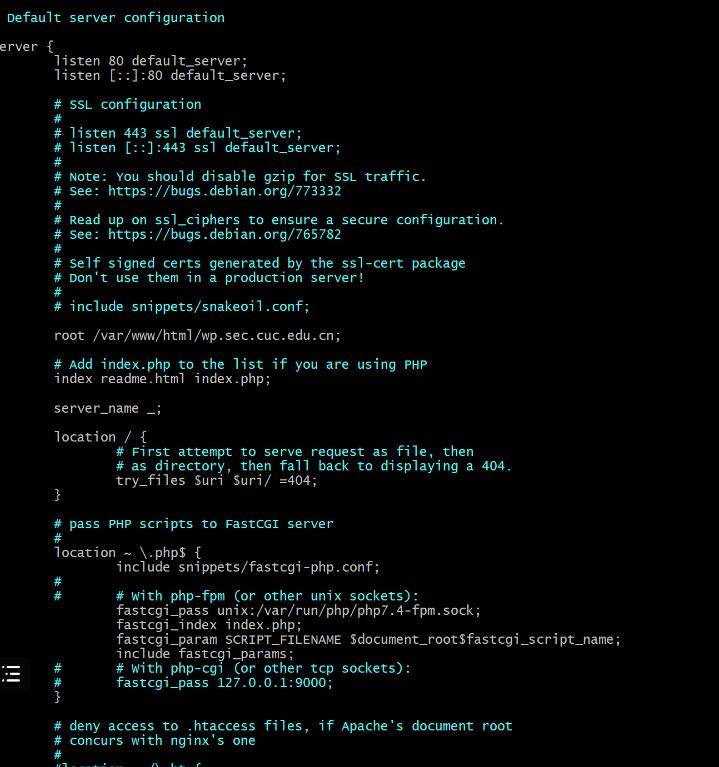 Default server configuration
erver {
listen 80 default_server;
listen [::]:80 default_server;
# SSL configuration
#
# listen 443 ssl default_server;
# listen [::]:443 ssl default_server;
#
# Note: You should disable gzip for SSL traffic.
# See: https://bugs.debian.org/773332
#
# Read up on ssl_ciphers to ensure a secure configuration.
# See: https://bugs.debian.org/765782
#
# Self signed certs generated by the ssl-cert package
# Don't use them in a production server!
#
# include snippets/snakeoil.conf;
root /var/www/html/wp.sec.cuc.edu.cn;
# Add index.php to the list if you are using PHP
index readme.html index.php;
server_name _;
location / {
# First attempt to serve request as file, then
# as directory, then fall back to displaying a 404.
try_files $uri $uri/ =404;
}
# pass PHP scripts to FastCGI server
#
location ~ \.php$ {
include snippets/fastcgi-php.conf;
#
# # With php-fpm (or other unix sockets):
fastcgi_pass unix:/var/run/php/php7.4-fpm.sock;
fastcgi_index index.php;
fastcgi_param SCRIPT_FILENAME $document_root$fastcgi_script_name;
include fastcgi_params;
# # With php-cgi (or other tcp sockets):
# fastcgi_pass 127.0.0.1:9000;
}
# deny access to .htaccess files, if Apache's document root
# concurs with nginx's one
#